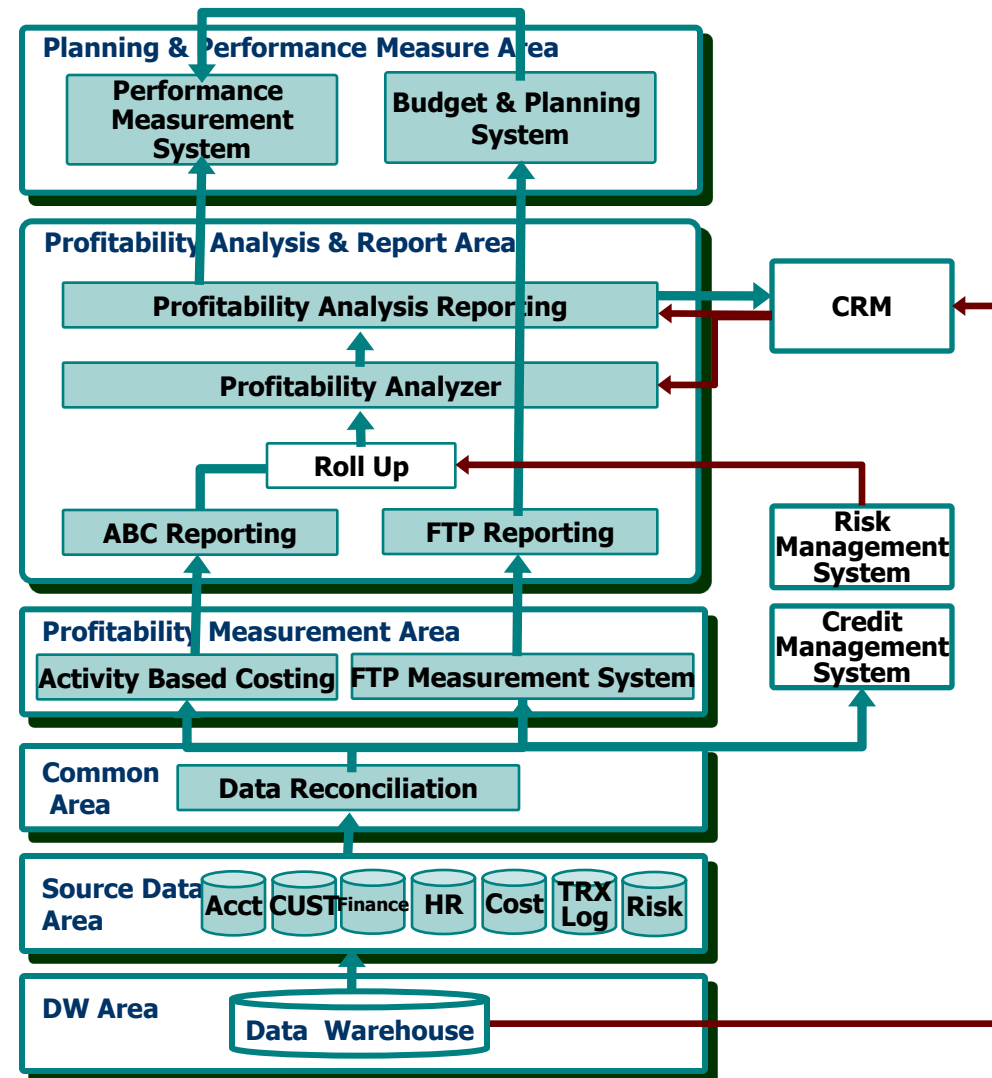 Planning & Performance Measure Area
Performance
Measurement
System
Budget & Planning
System
Profitability Analysis & Report Area
Profitability Analysis Reporting
CRM
Profitability Analyzer
Roll Up
ABC Reporting
FTP Reporting
Risk
Management
System
Profitability Measurement Area
Credit
Management
System
Activity Based Costing
FTP Measurement System
Common
Area
Data Reconciliation
Source Data
Area
Acct
CUST
Finance
HR
Cost
TRX
Log
Risk
DW Area
Data Warehouse